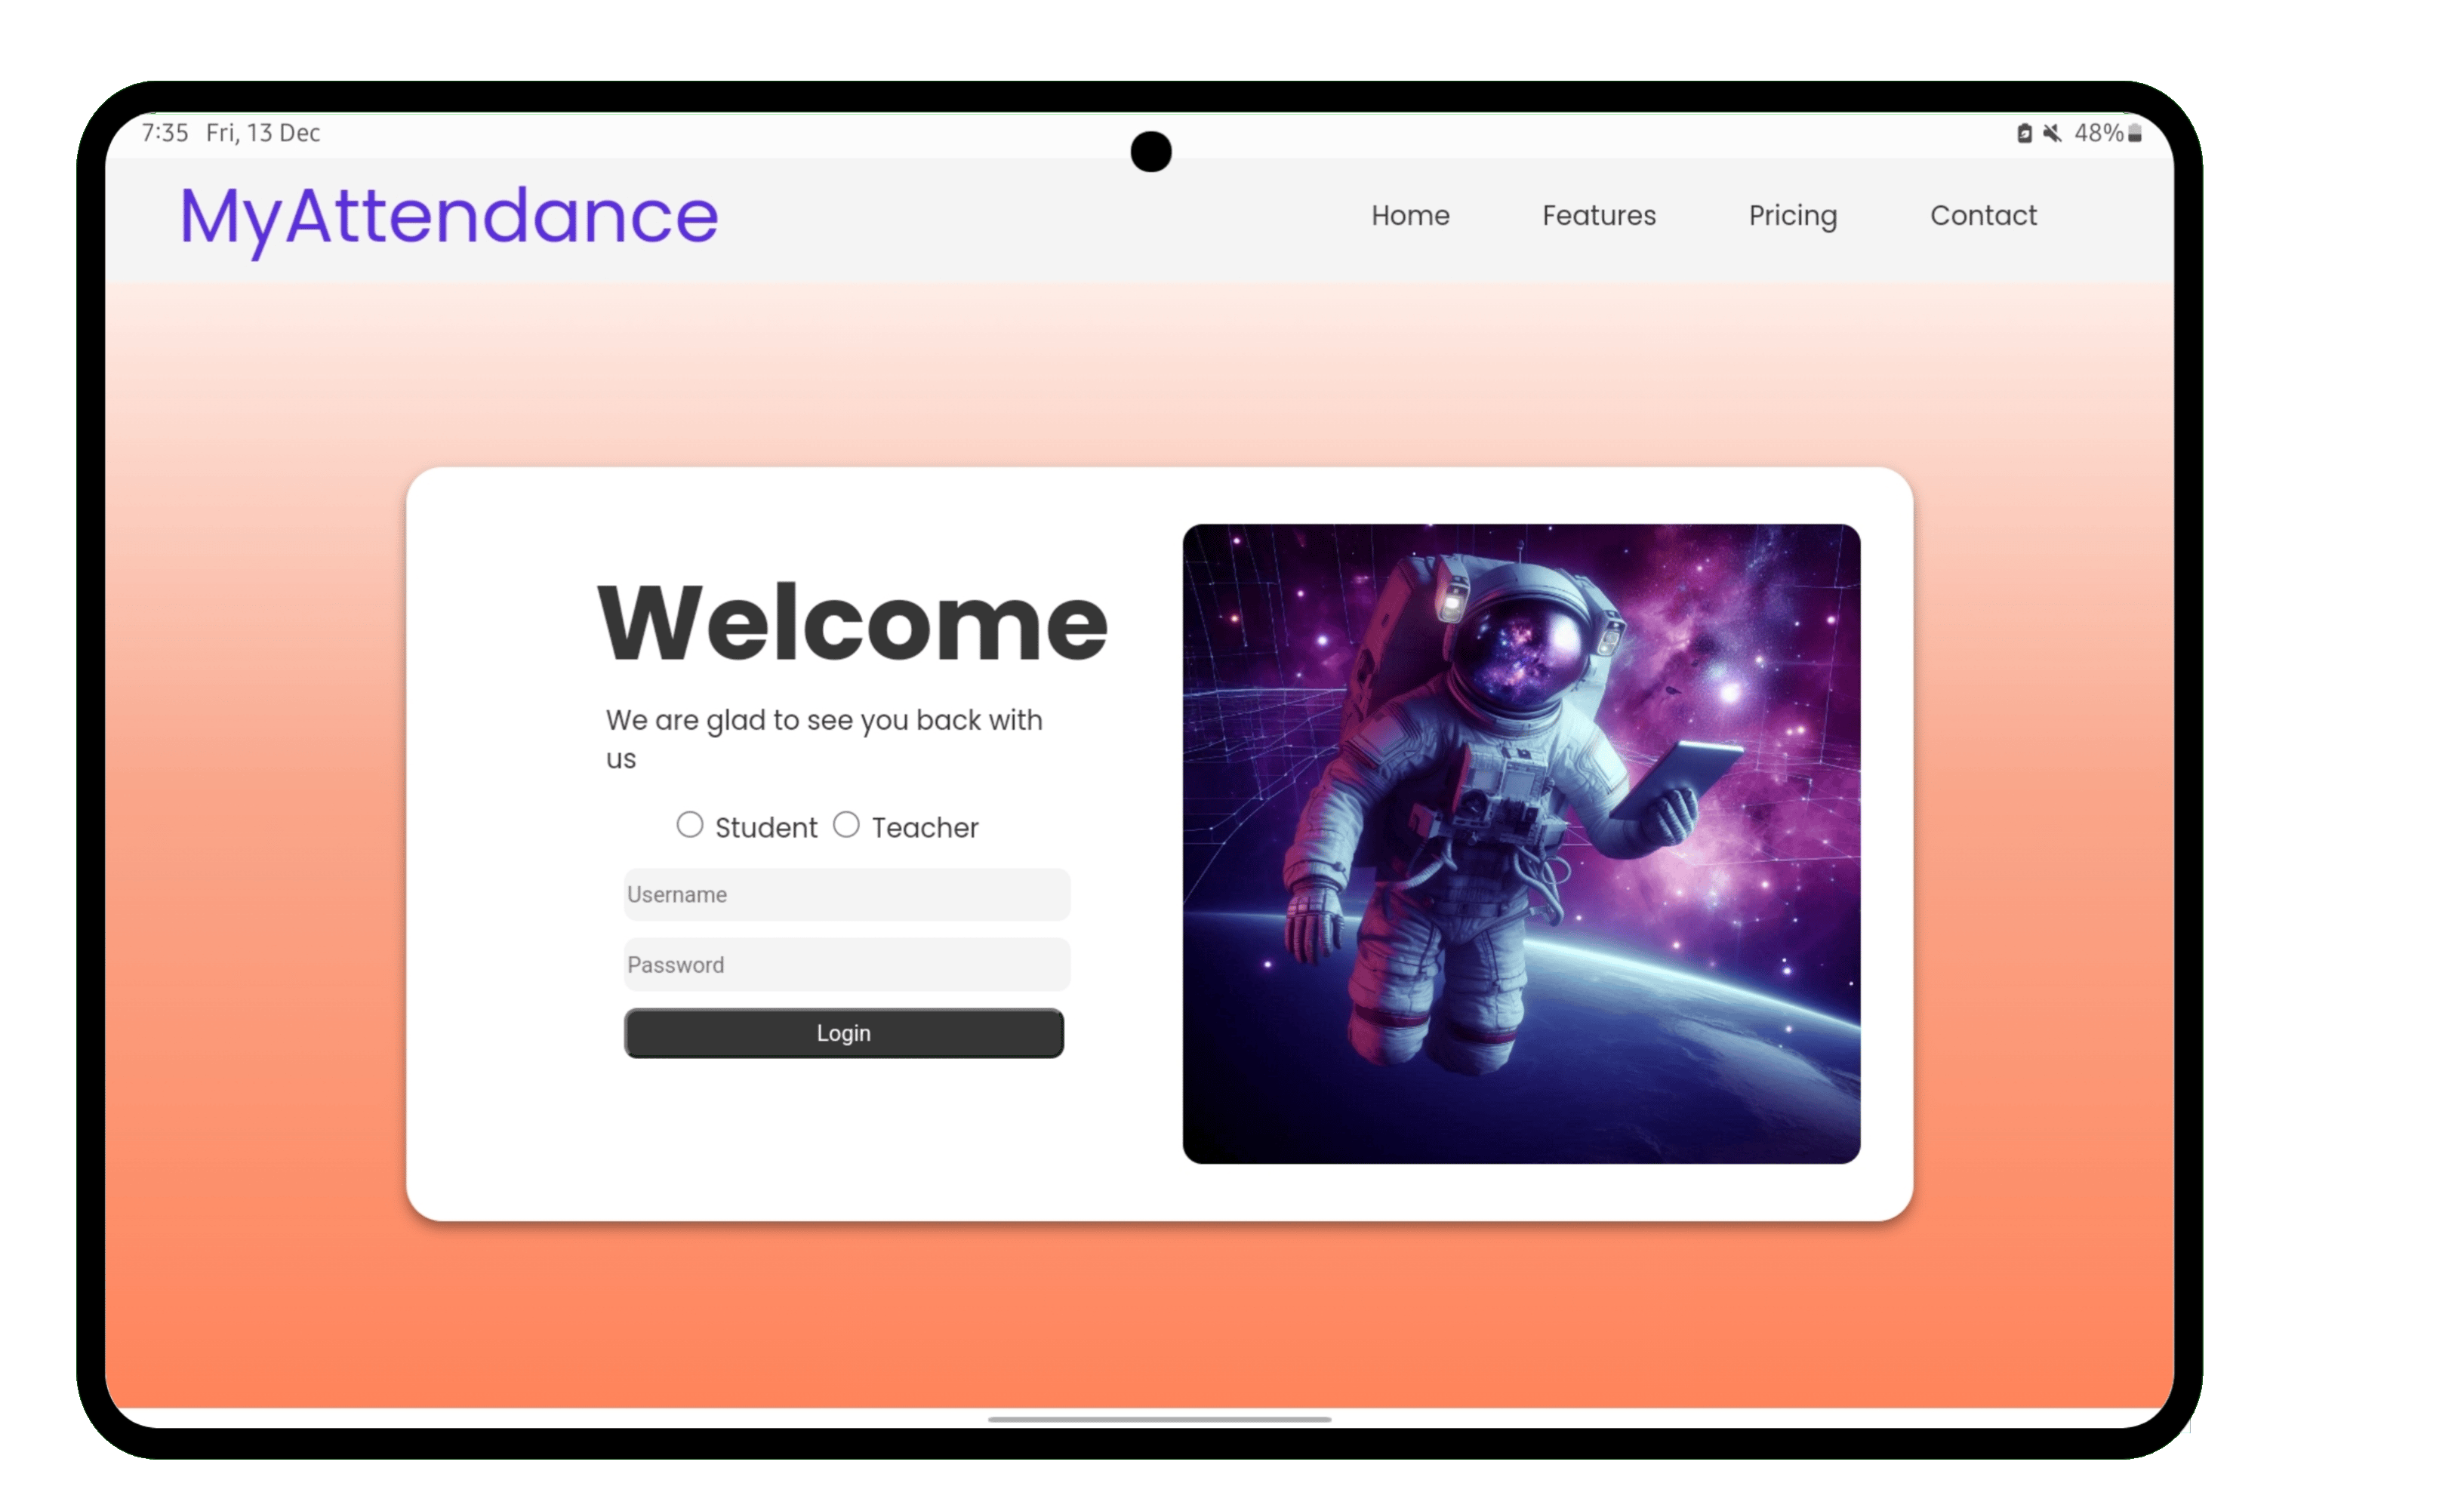 7:35 Fri, 13 Dec
48%
MyAttendance
Home Features Pricing Contact
Welcome
We are glad to see you back with
us
Student Teacher
Username
Password
Login